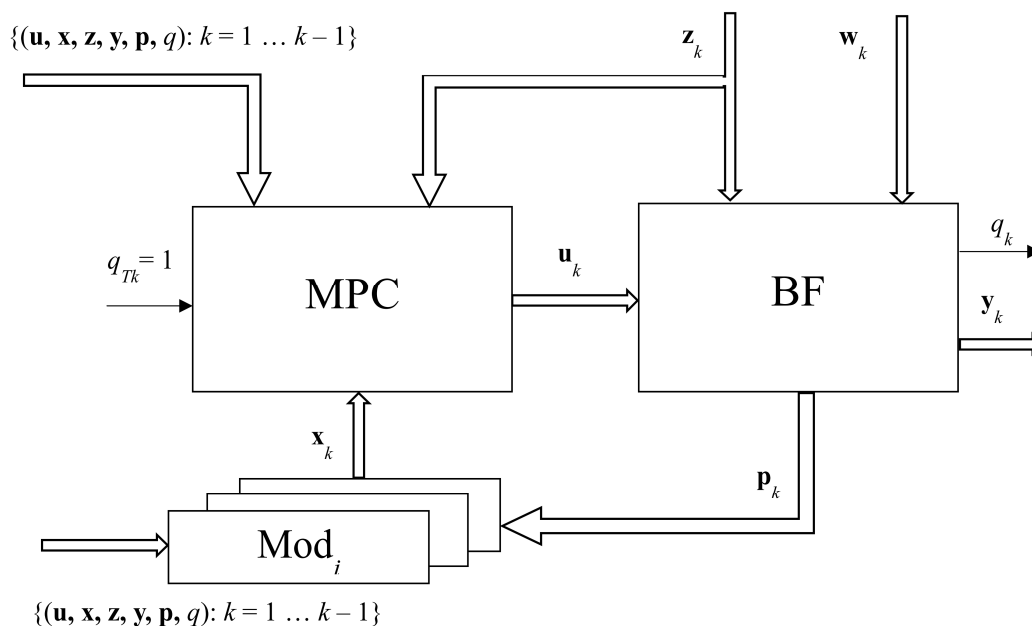 {(u, x, z, y, p, q): k = 1 … k – 1}
z_k
w_k
q_Tk = 1
MPC
u_k
BF
q_k
y_k
x_k
p_k
Mod_i
{(u, x, z, y, p, q): k = 1 … k – 1}